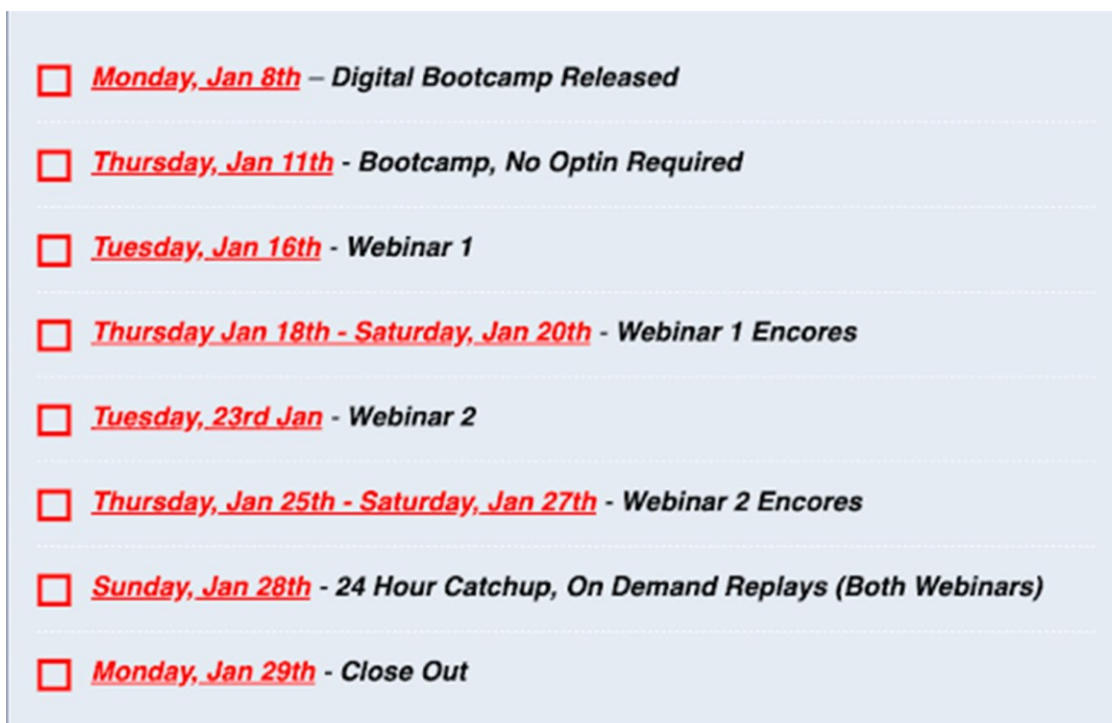 Monday, Jan 8th – Digital Bootcamp Released
Thursday, Jan 11th - Bootcamp, No Optin Required
Tuesday, Jan 16th - Webinar 1
Thursday Jan 18th - Saturday, Jan 20th - Webinar 1 Encores
Tuesday, 23rd Jan - Webinar 2
Thursday, Jan 25th - Saturday, Jan 27th - Webinar 2 Encores
Sunday, Jan 28th - 24 Hour Catchup, On Demand Replays (Both Webinars)
Monday, Jan 29th - Close Out